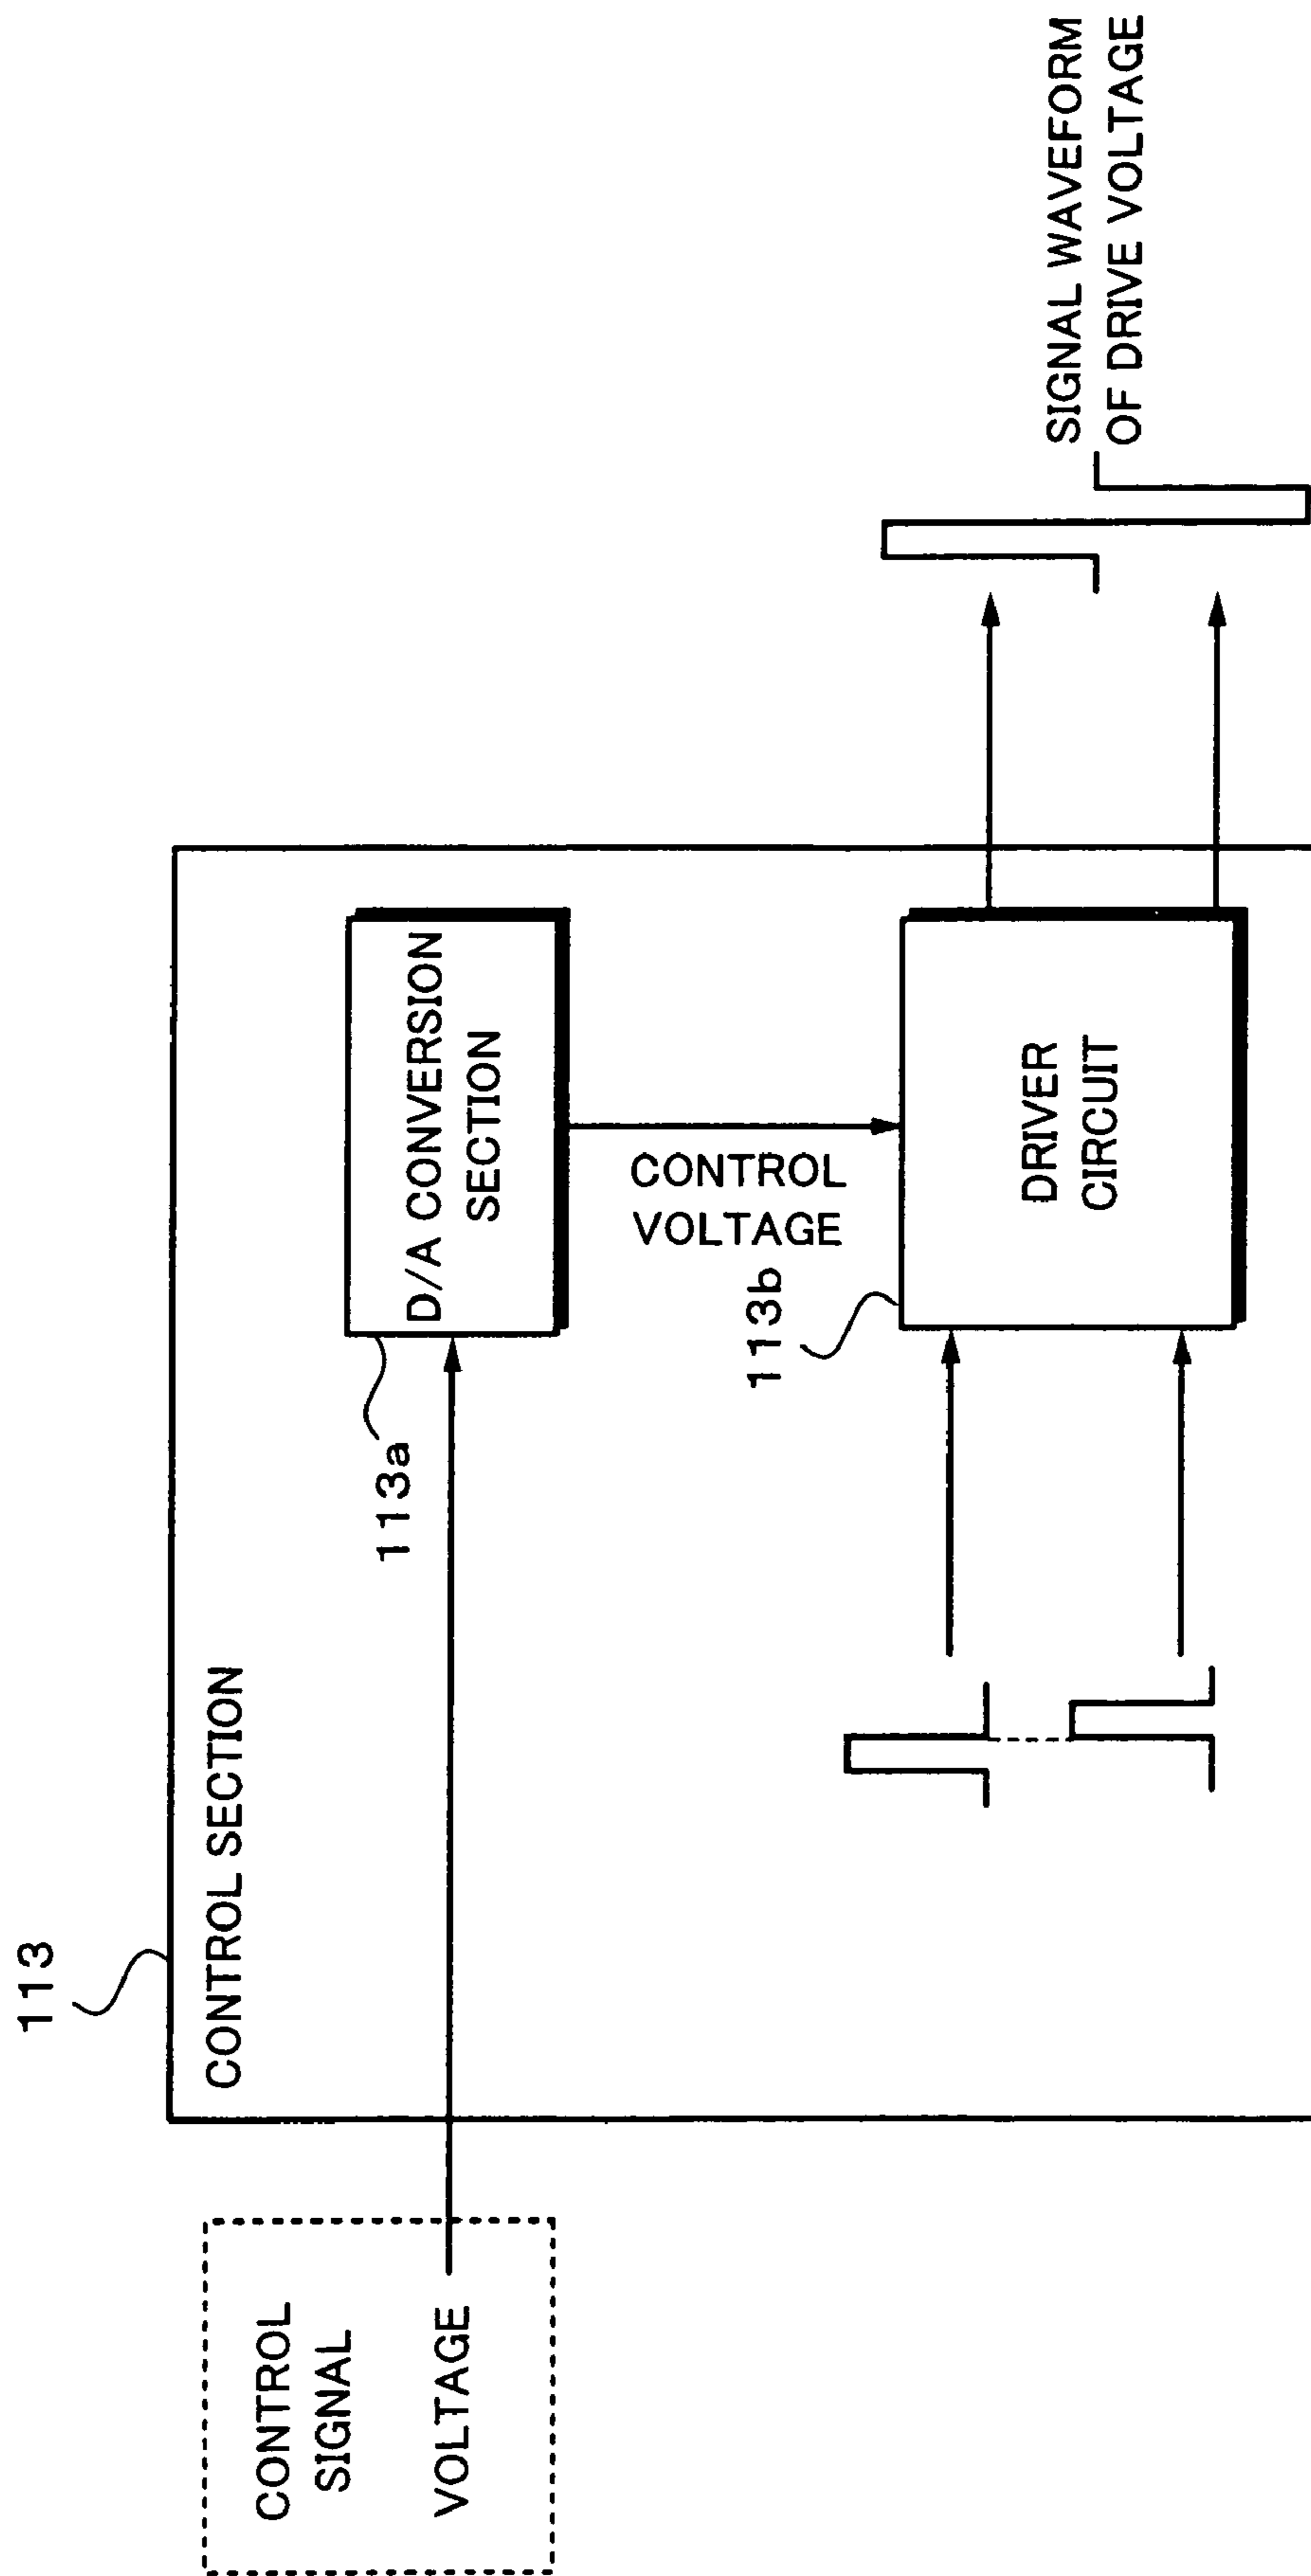 113
CONTROL SECTION
CONTROL
SIGNAL
VOLTAGE
113a
D/A CONVERSION
SECTION
CONTROL
VOLTAGE
113b
DRIVER
CIRCUIT
SIGNAL WAVEFORM
OF DRIVE VOLTAGE